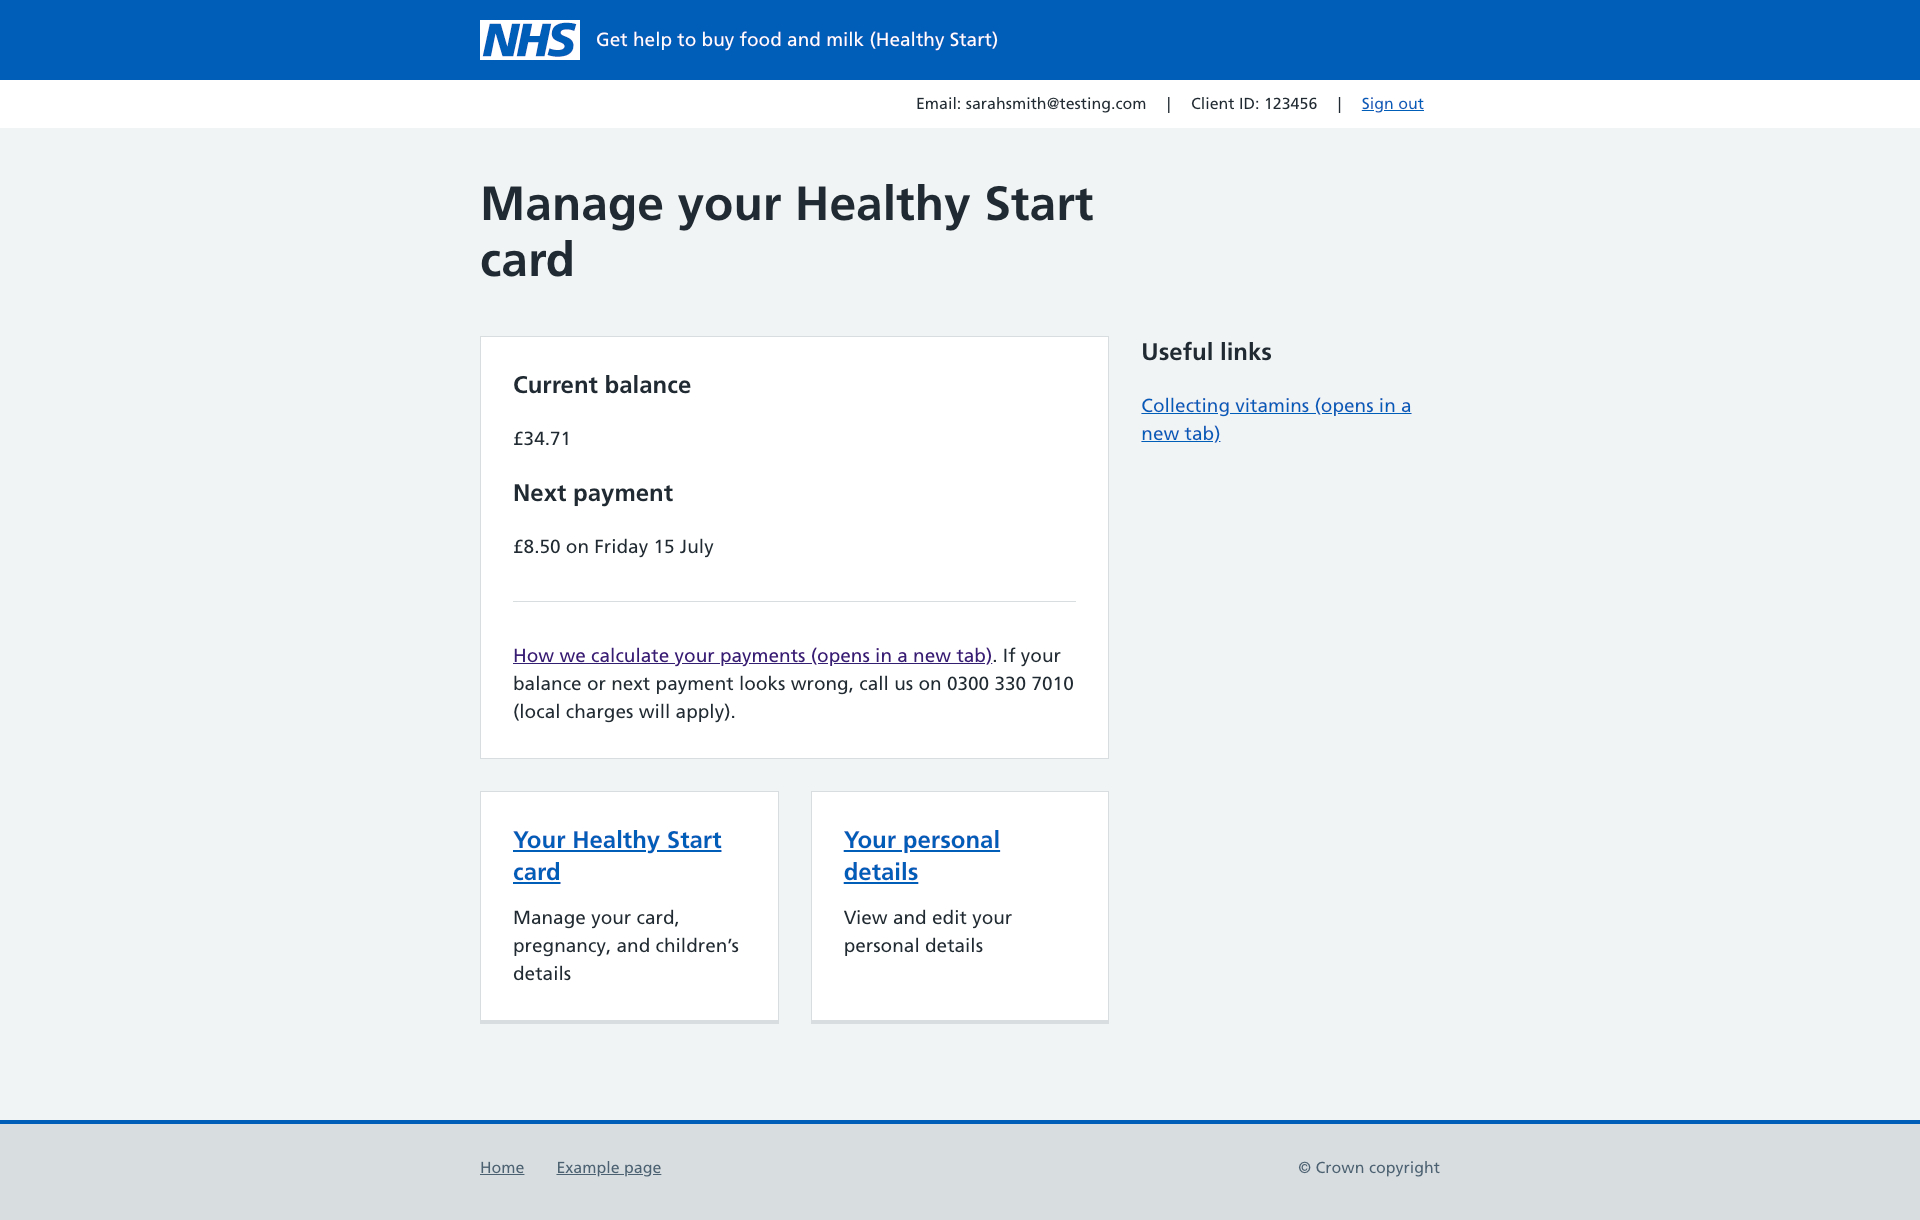 NHS Get help to buy food and milk (Healthy Start)
Email: sarahsmith@testing.com | Client ID: 123456 | Sign out
Manage your Healthy Start
card
Current balance
£34.71
Next payment
£8.50 on Friday 15 July
How we calculate your payments (opens in a new tab). If your
balance or next payment looks wrong, call us on 0300 330 7010
(local charges will apply).
Useful links
Collecting vitamins (opens in a
new tab)
Your Healthy Start
card
Manage your card,
pregnancy, and children’s
details
Your personal
details
View and edit your
personal details
Home Example page © Crown copyright